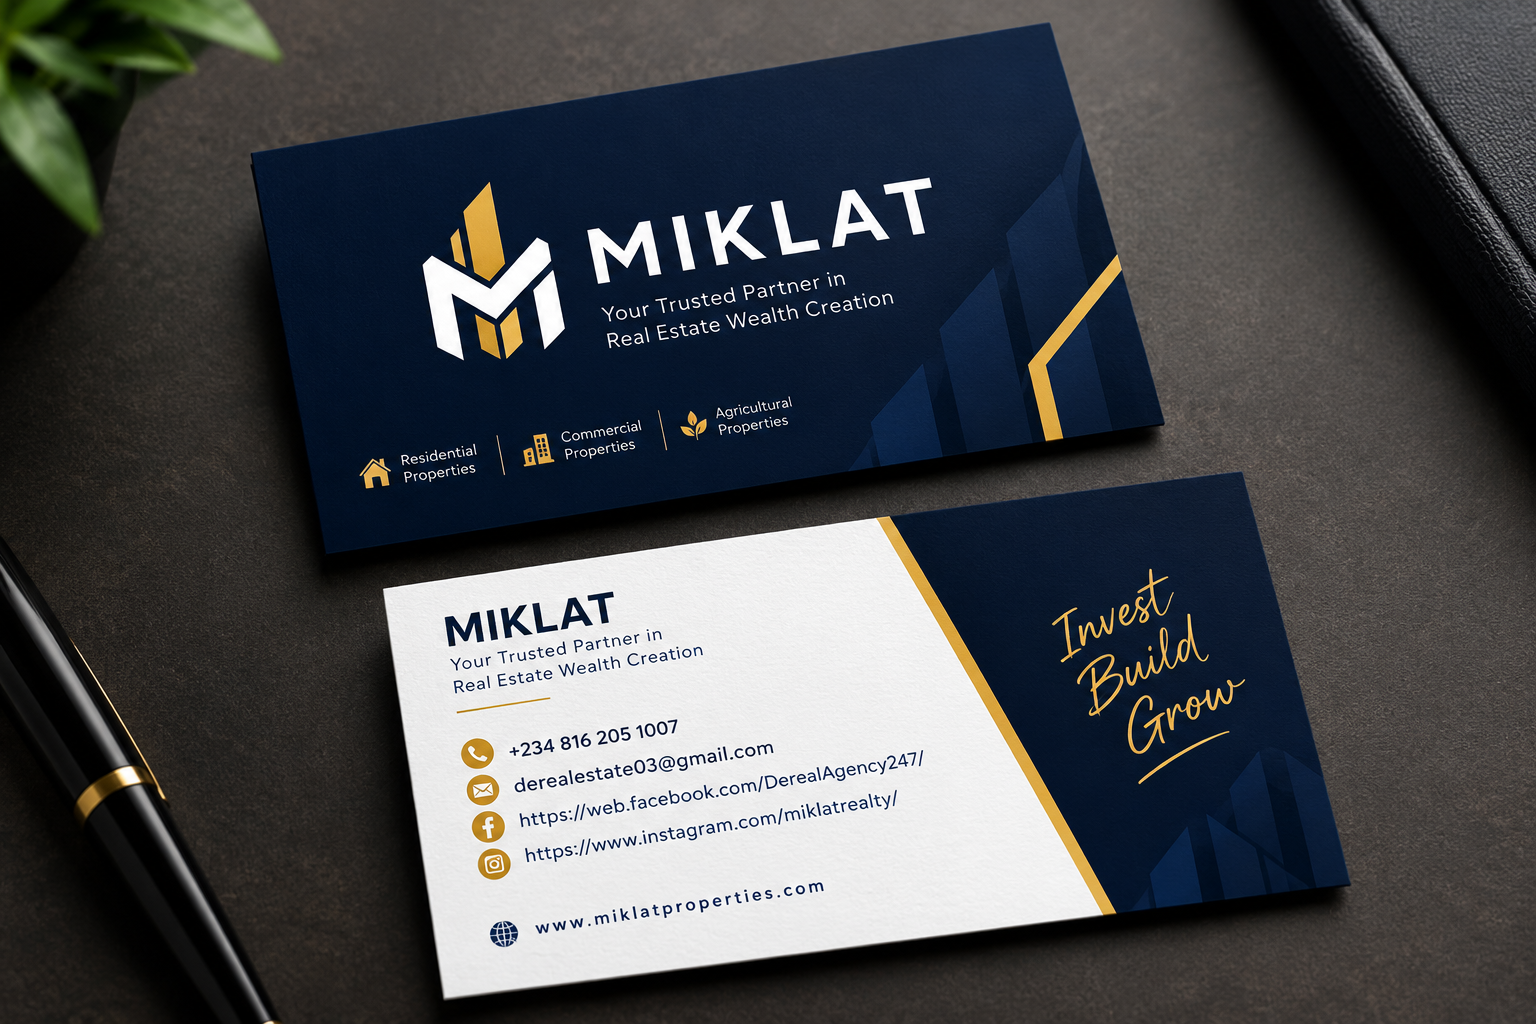 MIKLAT
Your Trusted Partner in
Real Estate Wealth Creation
Residential
Properties
Commercial
Properties
Agricultural
Properties
MIKLAT
Your Trusted Partner in
Real Estate Wealth Creation
+234 816 205 1007
derealestate03@gmail.com
https://web.facebook.com/DerealAgency247/
https://www.instagram.com/miklatrealty/
www.miklatproperties.com
Invest
Build
Grow